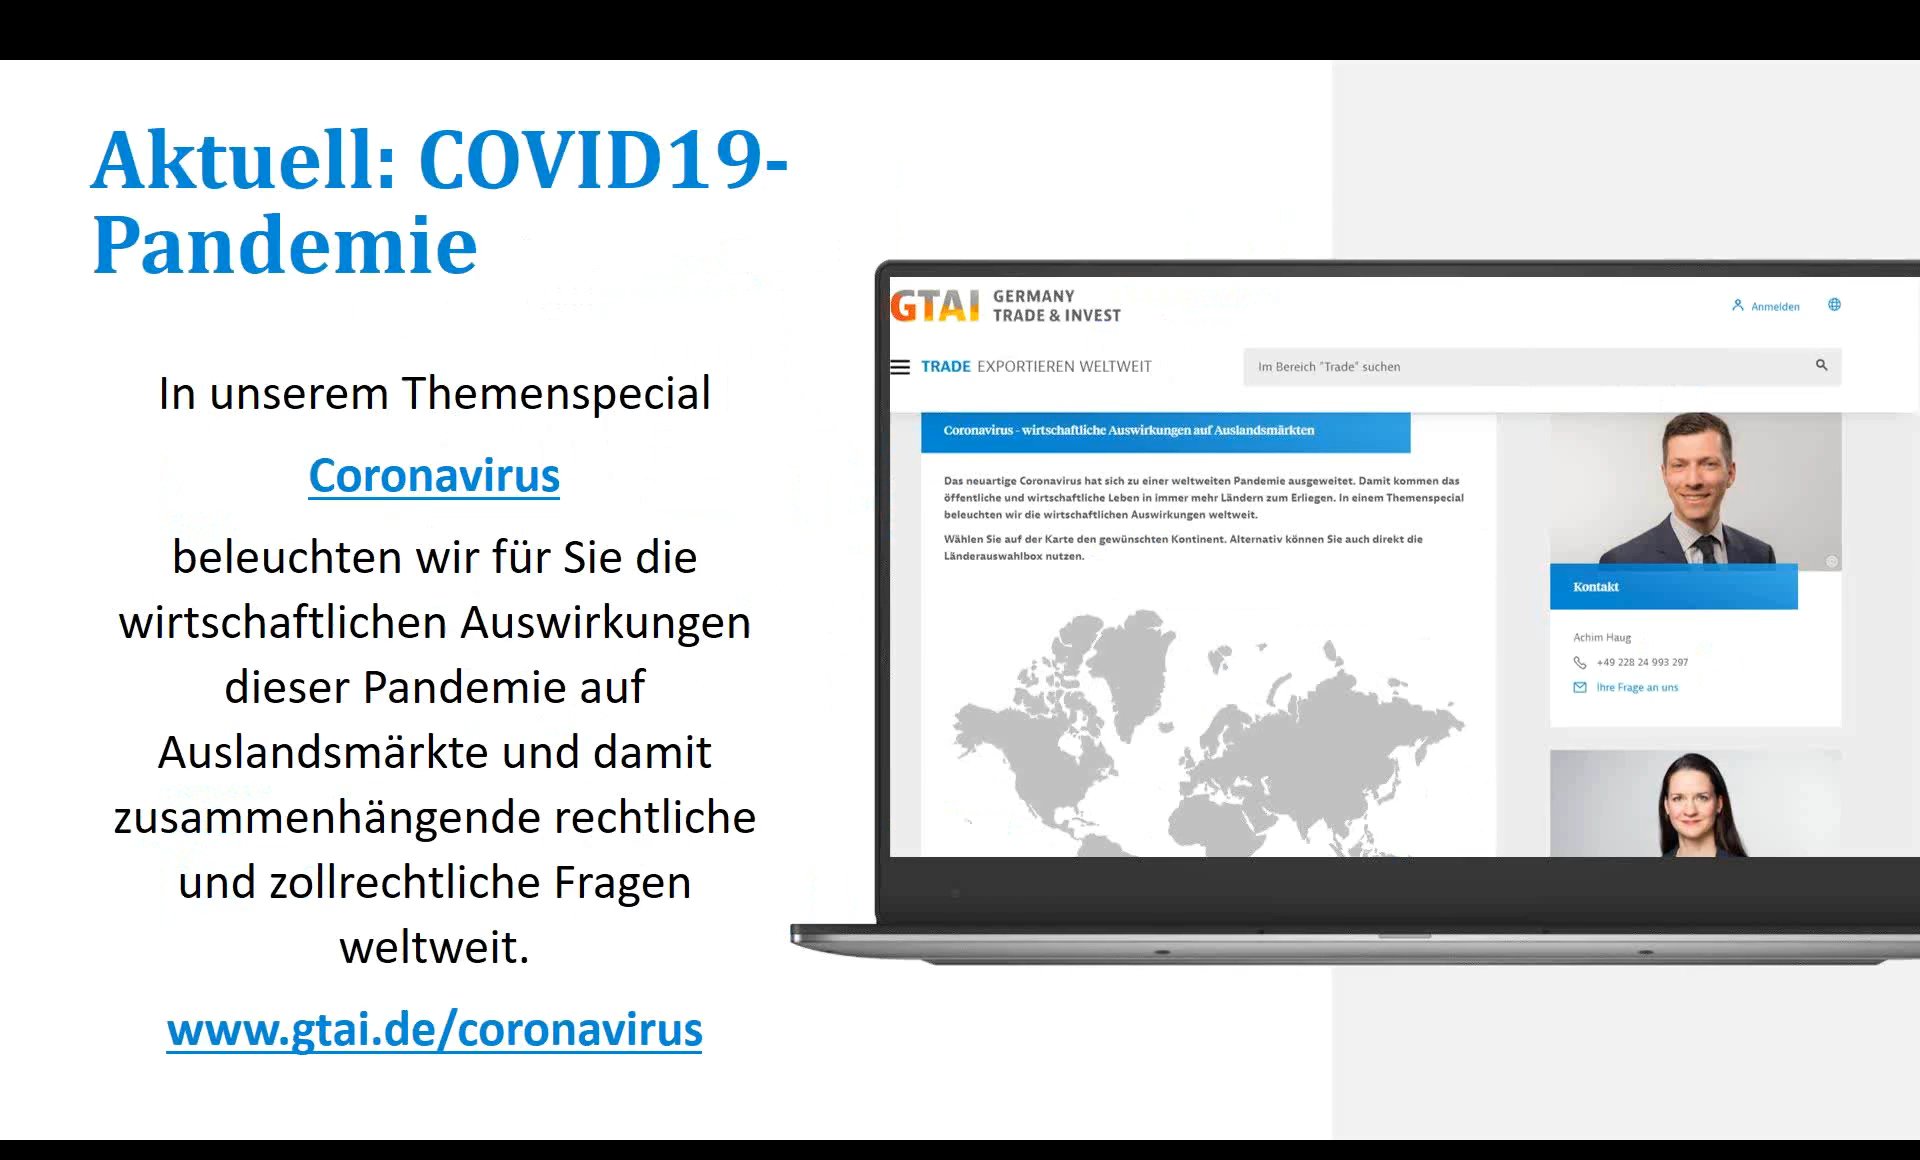 Aktuell: COVID19-
Pandemie
In unserem Themenspecial
Coronavirus
beleuchten wir für Sie die
wirtschaftlichen Auswirkungen
dieser Pandemie auf
Auslandsmärkte und damit
zusammenhängende rechtliche
und zollrechtliche Fragen
weltweit.
www.gtai.de/coronavirus
GTAI GERMANY
TRADE & INVEST
Anmelden
TRADE EXPORTIEREN WELTWEIT
Im Bereich "Trade" suchen
Coronavirus - wirtschaftliche Auswirkungen auf Auslandsmärkten
Das neuartige Coronavirus hat sich zu einer weltweiten Pandemie ausgeweitet. Damit kommen das
öffentliche und wirtschaftliche Leben in immer mehr Ländern zum Erliegen. In einem Themenspecial
beleuchten wir die wirtschaftlichen Auswirkungen weltweit.
Wählen Sie auf der Karte den gewünschten Kontinent. Alternativ können Sie auch direkt die
Länderauswahlbox nutzen.
Kontakt
Achim Haug
+49 228 24 993 297
Ihre Frage an uns